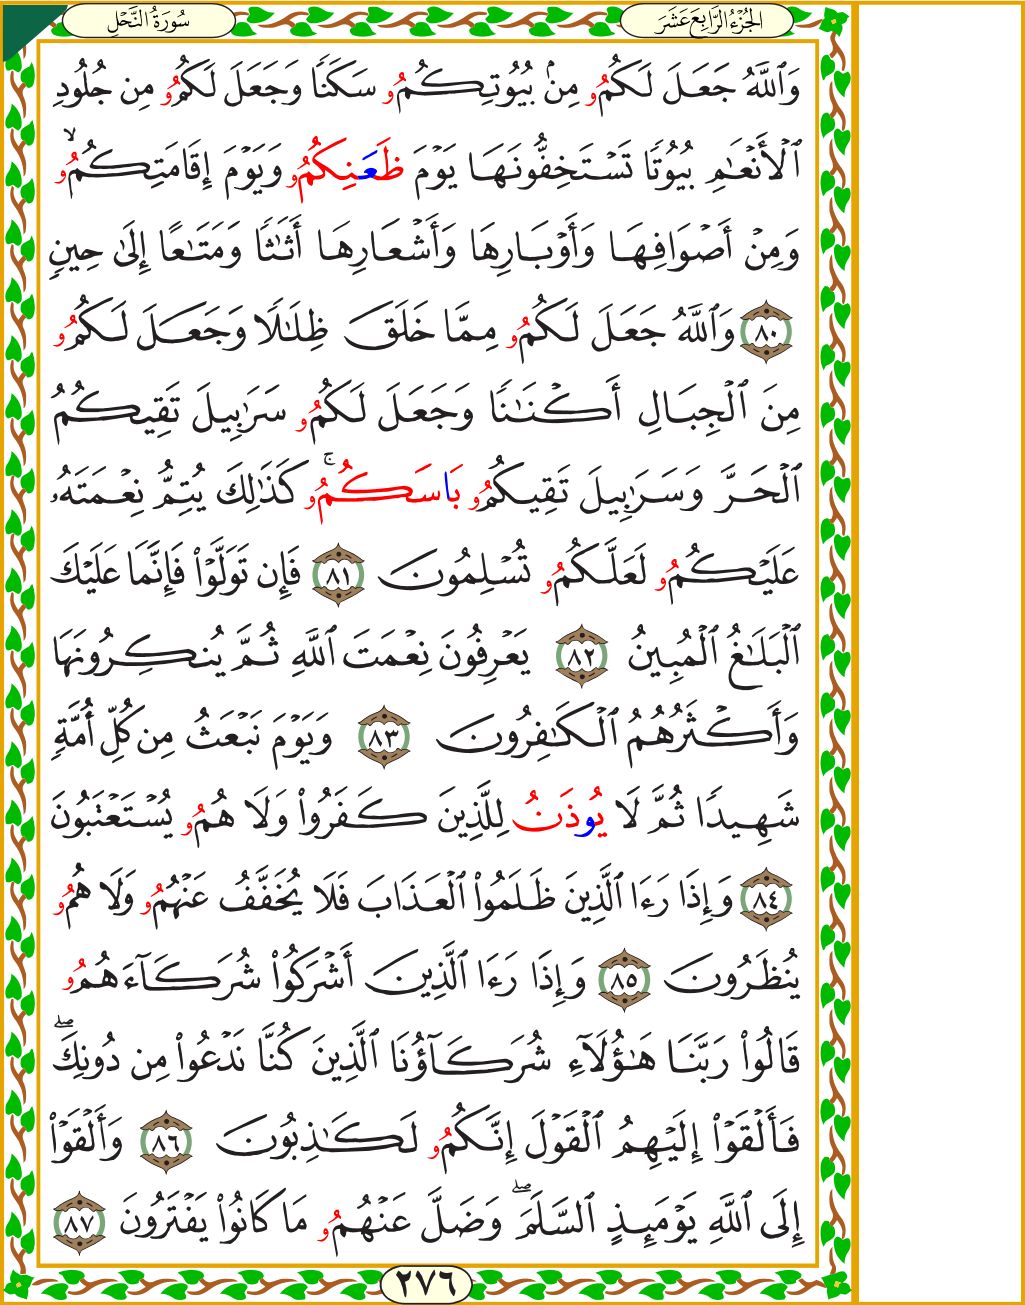 سُورَةُ النَّحْلِ
الجُزْءُ الرَّابِعَ عَشَرَ
وَٱللَّهُ جَعَلَ لَكُمُۥ مِنۢ بُيُوتِكُمُۥ سَكَنًا وَجَعَلَ لَكُمُۥ مِن جُلُودِ
ٱلۡأَنۡعَٰمِ بُيُوتًا تَسۡتَخِفُّونَهَا يَوۡمَ ظَعَنِكُمُۥ وَيَوۡمَ إِقَامَتِكُمُۥۙ
وَمِنۡ أَصۡوَافِهَا وَأَوۡبَارِهَا وَأَشۡعَارِهَا أَثَٰثًا وَمَتَٰعًا إِلَىٰ حِينٍ
٨٠ وَٱللَّهُ جَعَلَ لَكُمُۥ مِمَّا خَلَقَ ظِلَٰلًا وَجَعَلَ لَكُمُۥ
مِنَ ٱلۡجِبَالِ أَكۡنَٰنًا وَجَعَلَ لَكُمُۥ سَرَٰبِيلَ تَقِيكُمُ
ٱلۡحَرَّ وَسَرَٰبِيلَ تَقِيكُمُۥ بَاسَكُمُۥۚ كَذَٰلِكَ يُتِمُّ نِعۡمَتَهُۥ
عَلَيۡكُمُۥ لَعَلَّكُمُۥ تُسۡلِمُونَ ٨١ فَإِن تَوَلَّوۡاْ فَإِنَّمَا عَلَيۡكَ
ٱلۡبَلَٰغُ ٱلۡمُبِينُ ٨٢ يَعۡرِفُونَ نِعۡمَتَ ٱللَّهِ ثُمَّ يُنكِرُونَهَا
وَأَكۡثَرُهُمُ ٱلۡكَٰفِرُونَ ٨٣ وَيَوۡمَ نَبۡعَثُ مِن كُلِّ أُمَّةٍ
شَهِيدًا ثُمَّ لَا يُوذَنُ لِلَّذِينَ كَفَرُواْ وَلَا هُمُۥ يُسۡتَعۡتَبُونَ
٨٤ وَإِذَا رَءَا ٱلَّذِينَ ظَلَمُواْ ٱلۡعَذَابَ فَلَا يُخَفَّفُ عَنۡهُمُۥ وَلَا هُمُۥ
يُنظَرُونَ ٨٥ وَإِذَا رَءَا ٱلَّذِينَ أَشۡرَكُواْ شُرَكَآءَهُمُۥ
قَالُواْ رَبَّنَا هَٰٓؤُلَآءِ شُرَكَآؤُنَا ٱلَّذِينَ كُنَّا نَدۡعُواْ مِن دُونِكَۖ
فَأَلۡقَوۡاْ إِلَيۡهِمُ ٱلۡقَوۡلَ إِنَّكُمُۥ لَكَٰذِبُونَ ٨٦ وَأَلۡقَوۡاْ
إِلَى ٱللَّهِ يَوۡمَئِذٍ ٱلسَّلَمَۖ وَضَلَّ عَنۡهُمُۥ مَا كَانُواْ يَفۡتَرُونَ ٨٧
٢٧٦